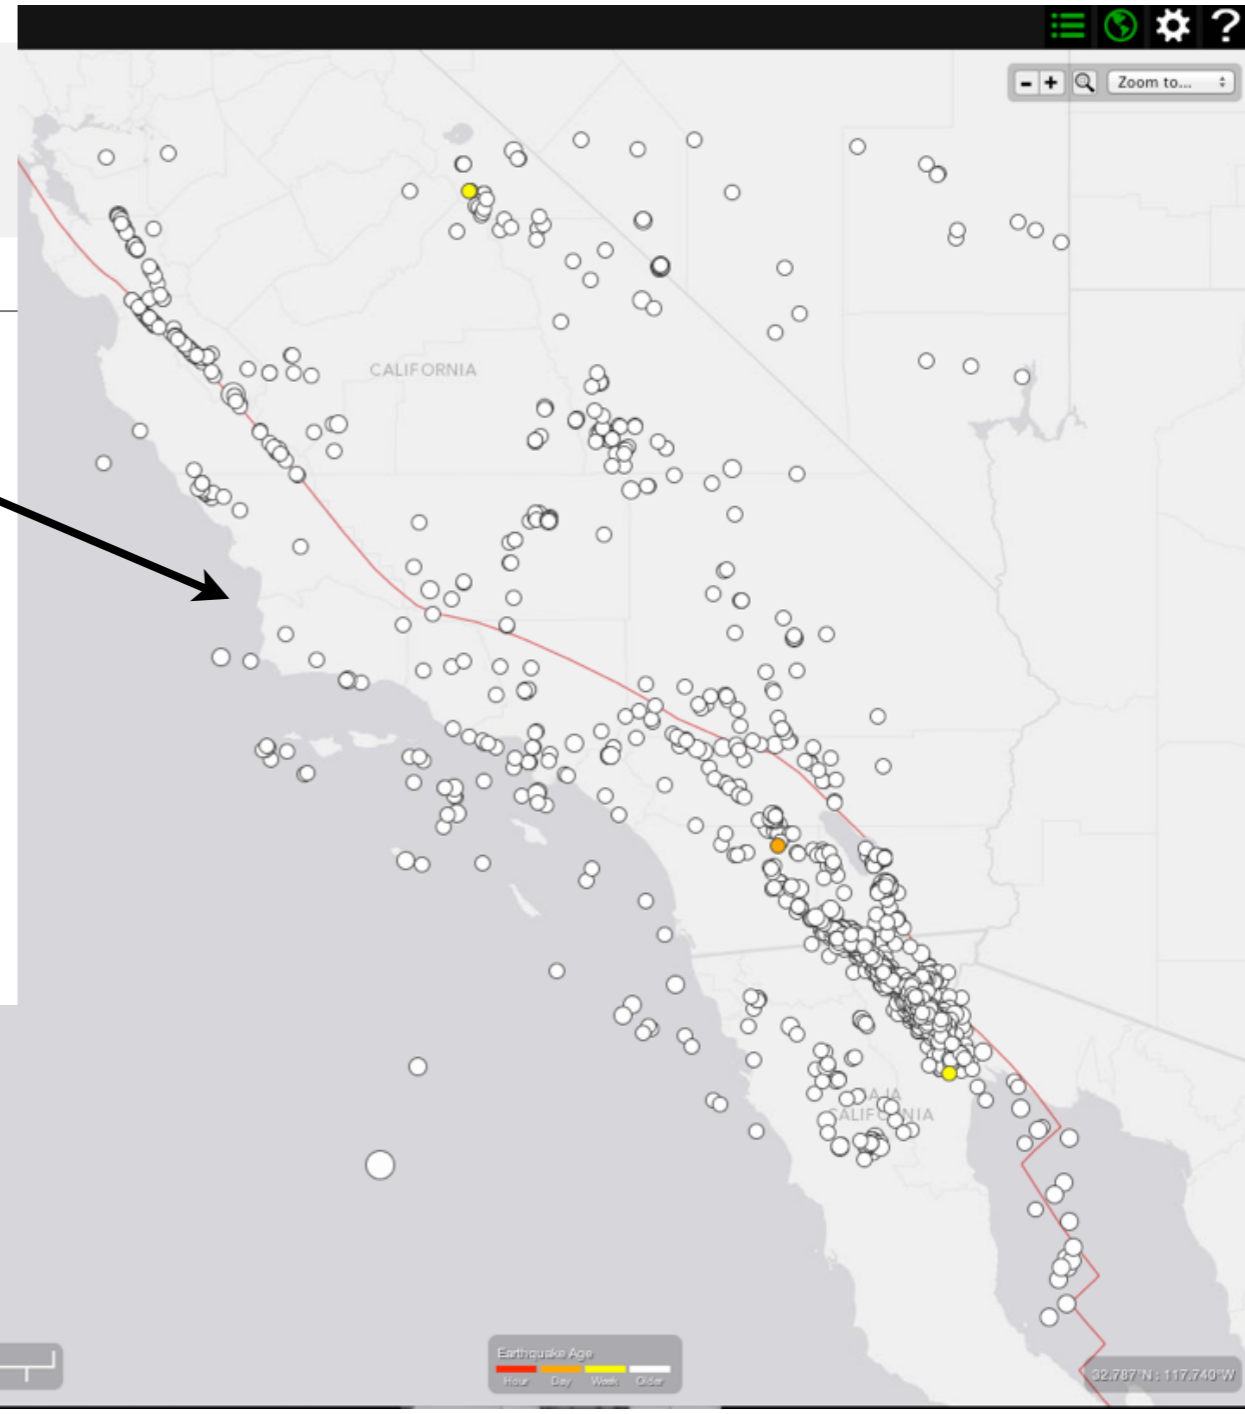 ?
- + Zoom to...
CALIFORNIA
BAJA
CALIFORNIA
Earthquake Age
Hour Day Week Older
32.787°N : 117.740°W